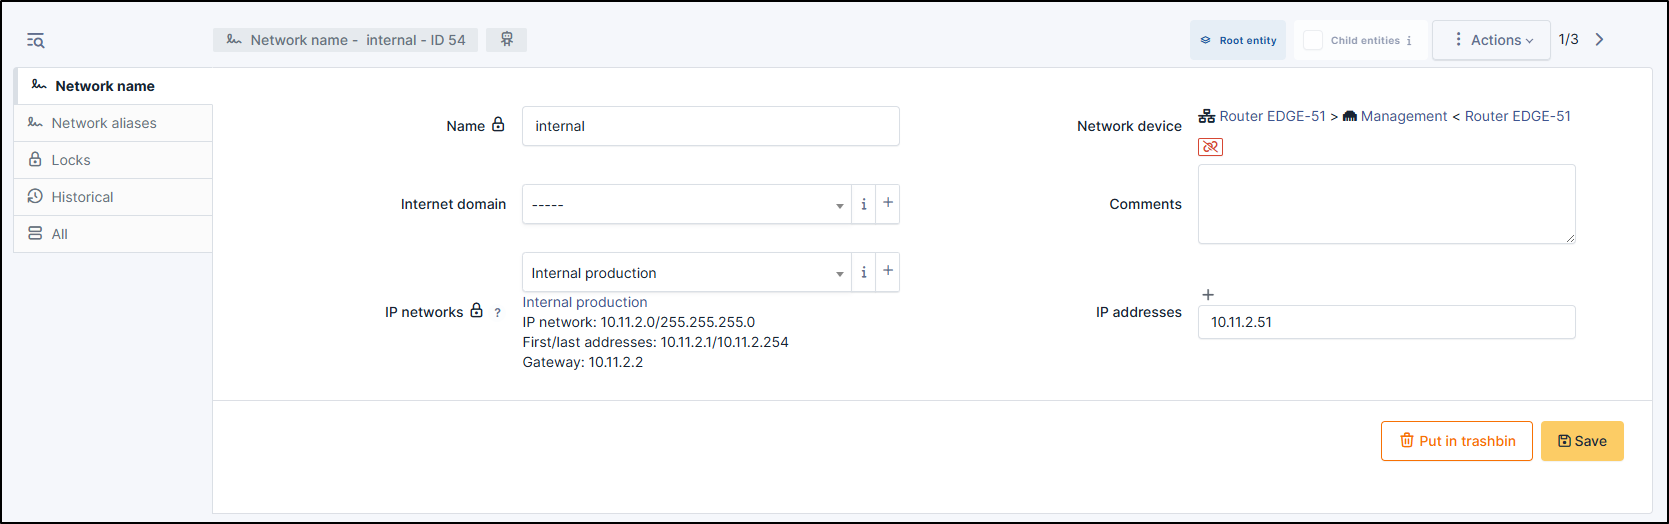 Network name - internal - ID 54
Root entity
Child entities i
Actions
1/3
Network name
Network aliases
Locks
Historical
All
Name
internal
Network device
Router EDGE-51 > Management < Router EDGE-51
Internet domain
-----
i +
Comments
Internal production
i +
IP networks ?
Internal production
IP network: 10.11.2.0/255.255.255.0
First/last addresses: 10.11.2.1/10.11.2.254
Gateway: 10.11.2.2
IP addresses
+
10.11.2.51
Put in trashbin
Save